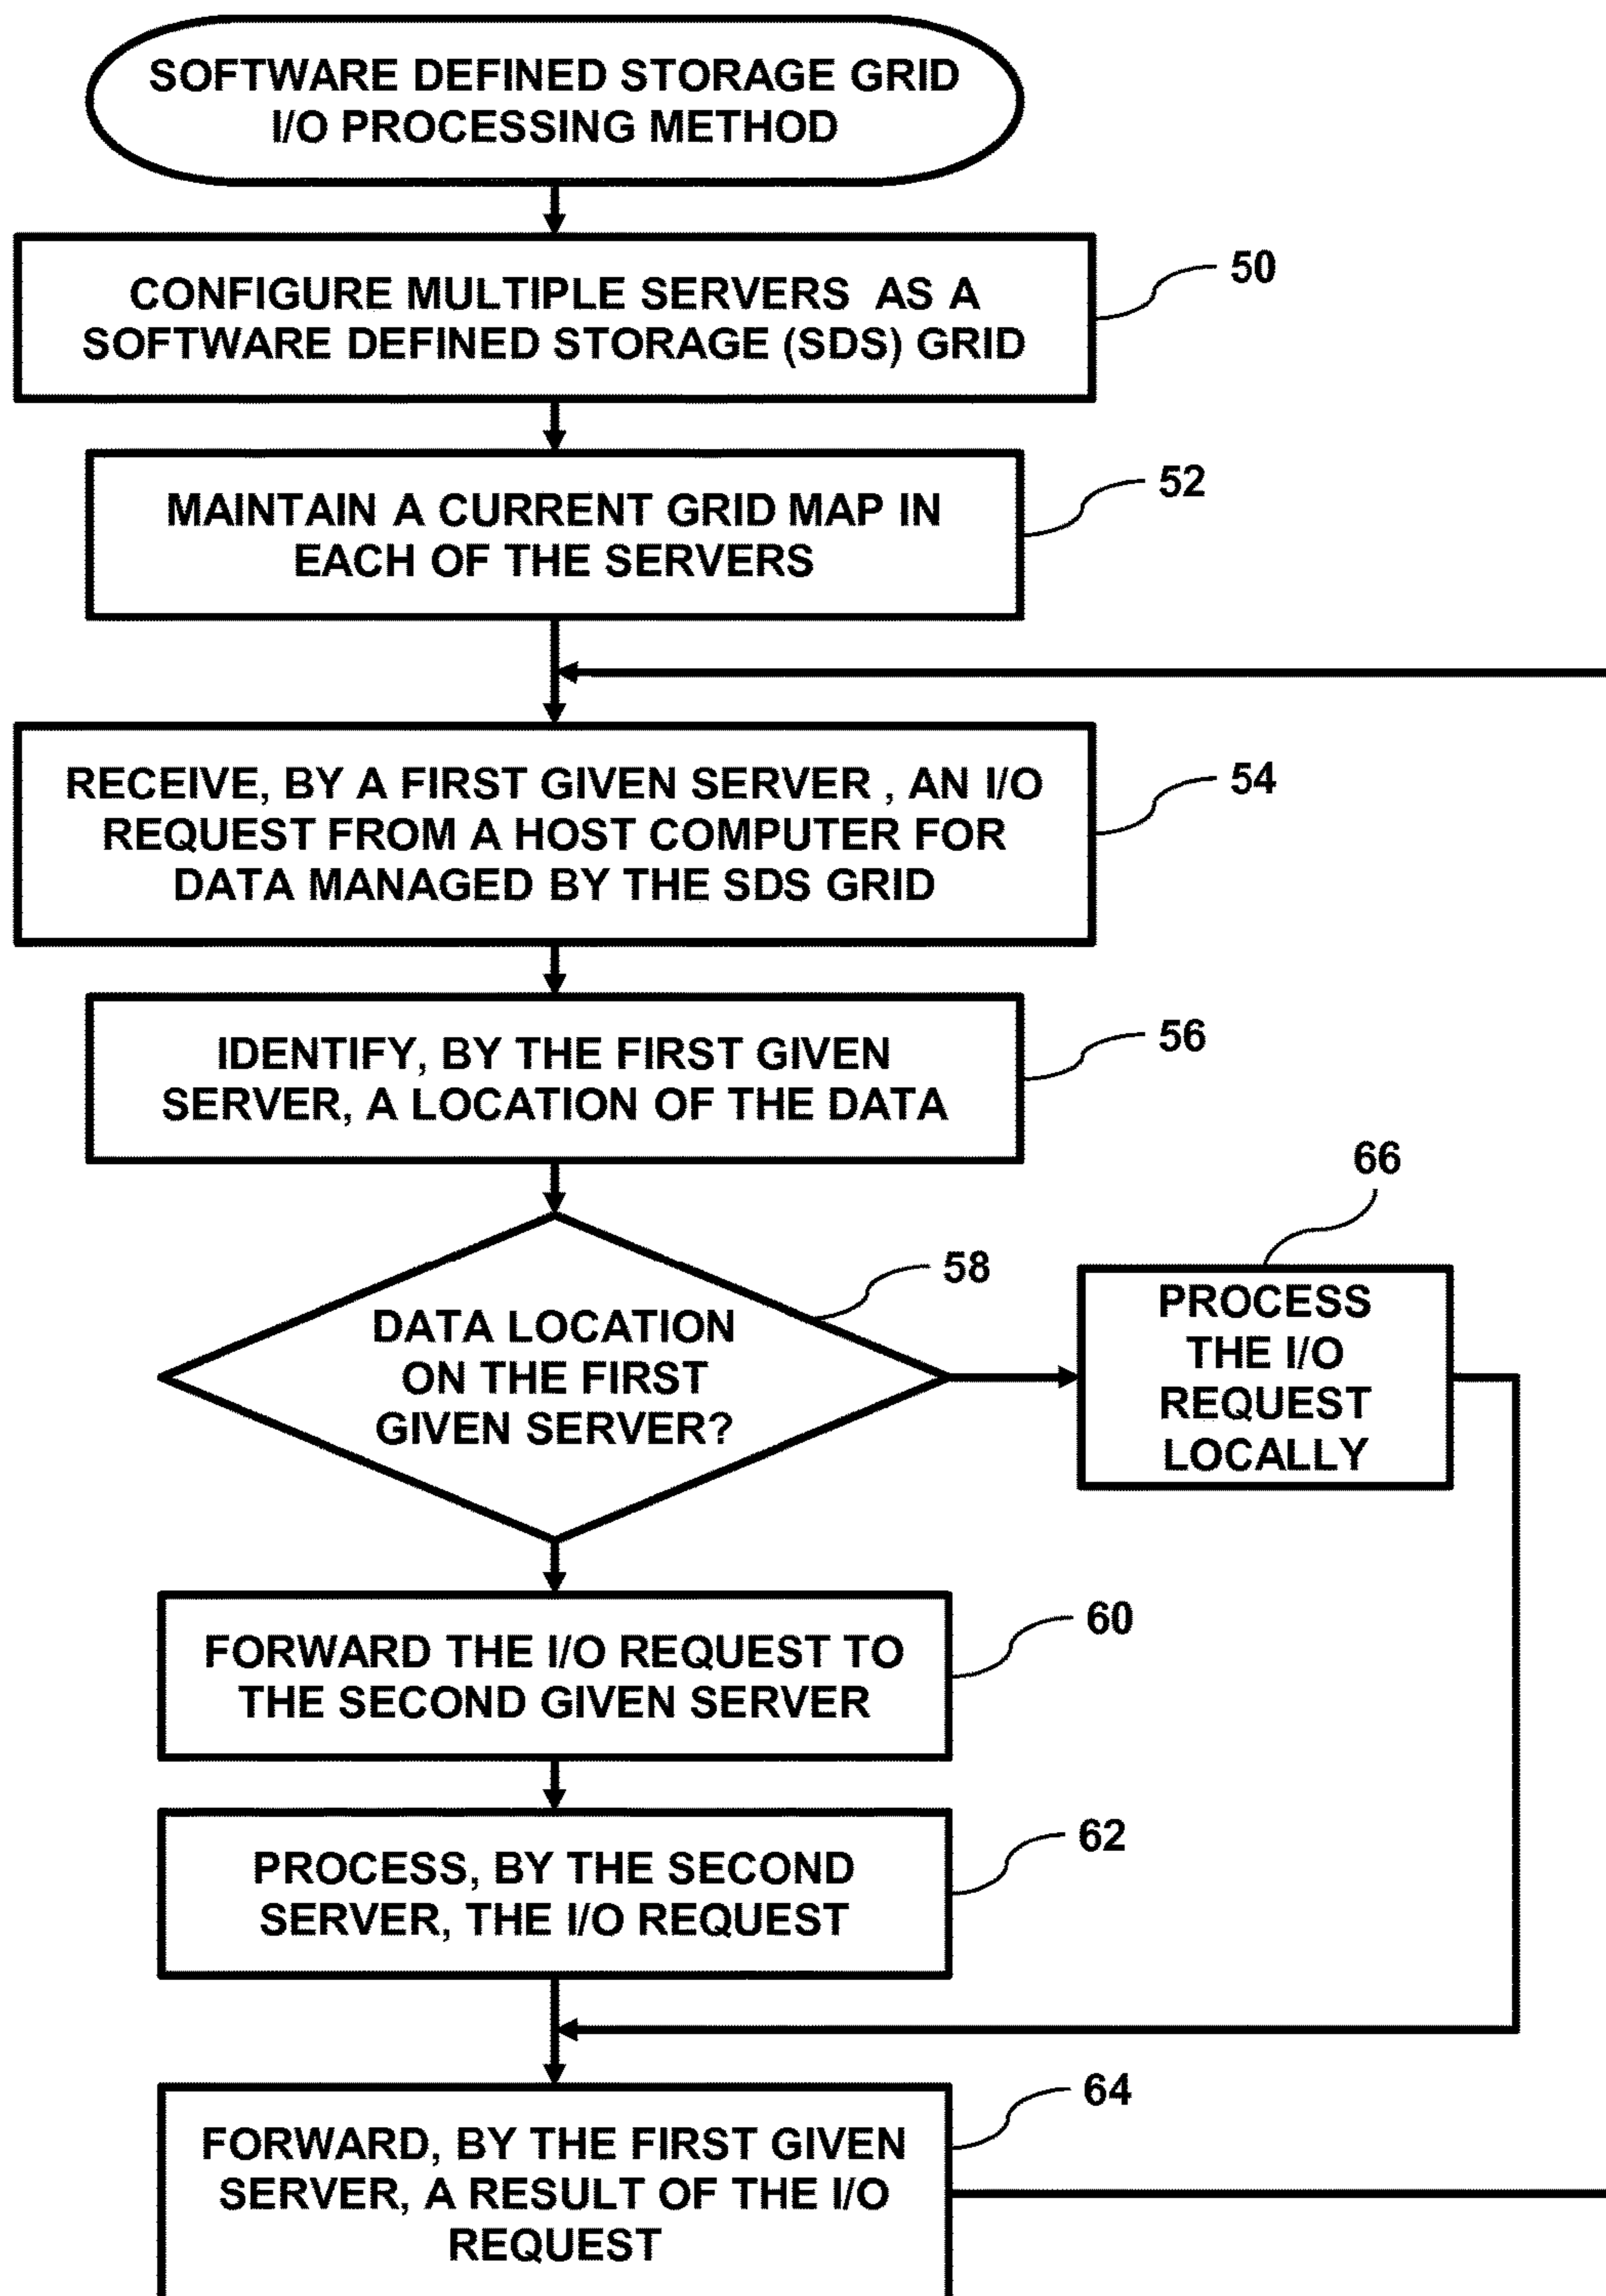 SOFTWARE DEFINED STORAGE GRID
I/O PROCESSING METHOD
CONFIGURE MULTIPLE SERVERS AS A
SOFTWARE DEFINED STORAGE (SDS) GRID
50
MAINTAIN A CURRENT GRID MAP IN
EACH OF THE SERVERS
52
RECEIVE, BY A FIRST GIVEN SERVER , AN I/O
REQUEST FROM A HOST COMPUTER FOR
DATA MANAGED BY THE SDS GRID
54
IDENTIFY, BY THE FIRST GIVEN
SERVER, A LOCATION OF THE DATA
56
DATA LOCATION
ON THE FIRST
GIVEN SERVER?
58
66
PROCESS
THE I/O
REQUEST
LOCALLY
FORWARD THE I/O REQUEST TO
THE SECOND GIVEN SERVER
60
PROCESS, BY THE SECOND
SERVER, THE I/O REQUEST
62
FORWARD, BY THE FIRST GIVEN
SERVER, A RESULT OF THE I/O
REQUEST
64